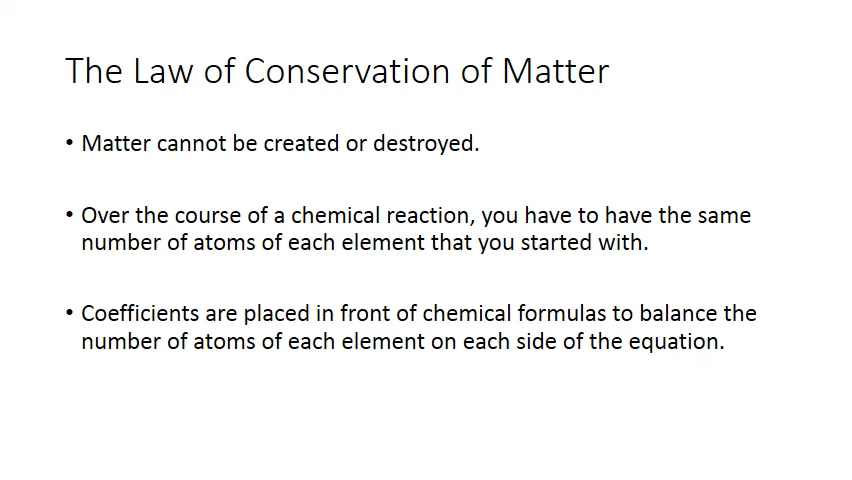 The Law of Conservation of Matter
• Matter cannot be created or destroyed.
• Over the course of a chemical reaction, you have to have the same
number of atoms of each element that you started with.
• Coefficients are placed in front of chemical formulas to balance the
number of atoms of each element on each side of the equation.